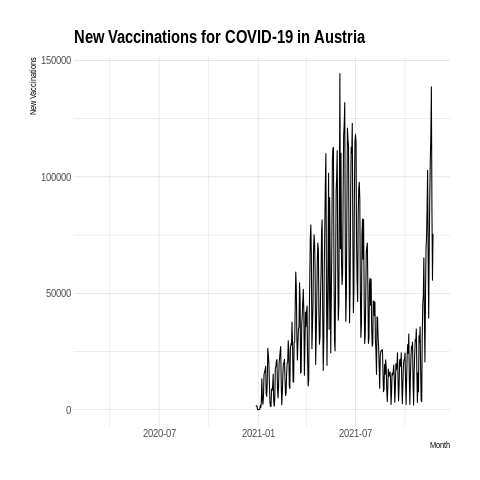 New Vaccinations for COVID-19 in Austria
New Vaccinations
150000
100000
50000
0
2020-07 2021-01 2021-07
Month